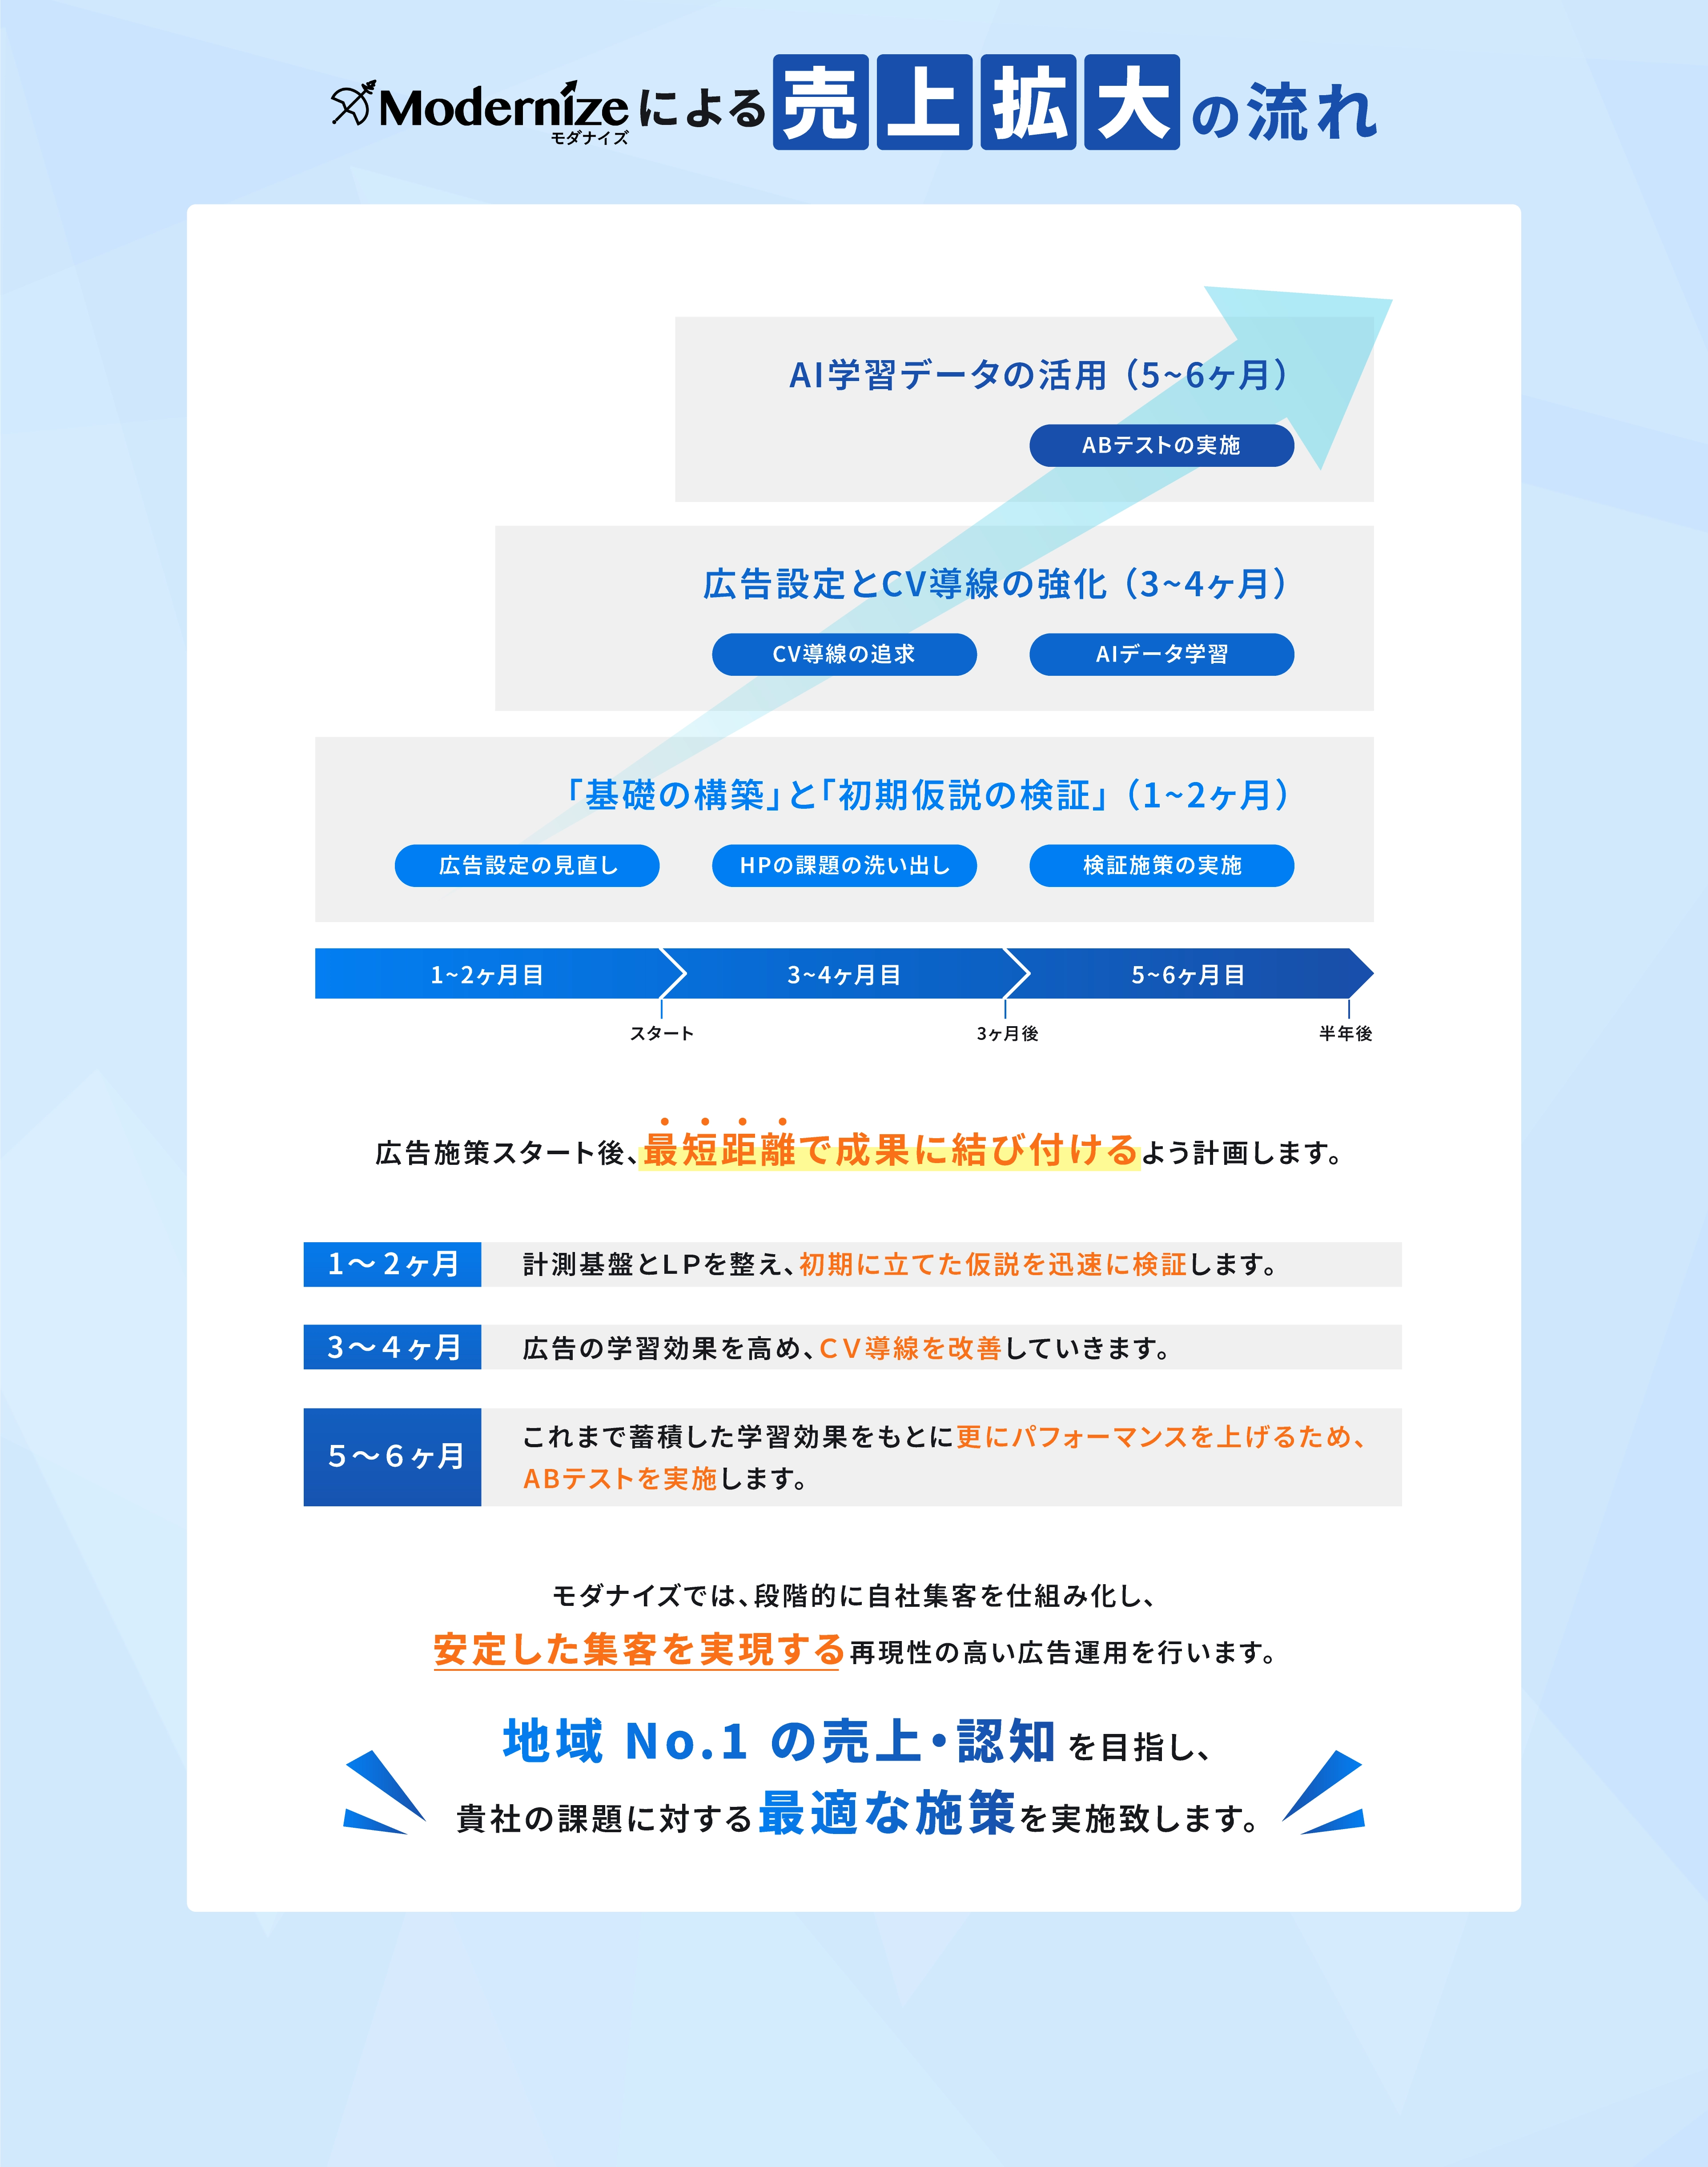 Modernizeによる売上拡大の流れ
モダナイズ
AI学習データの活用（5~6ヶ月）
ABテストの実施
広告設定とCV導線の強化（3~4ヶ月）
CV導線の追求 AIデータ学習
「基礎の構築」と「初期仮説の検証」（1~2ヶ月）
広告設定の見直し HPの課題の洗い出し 検証施策の実施
1~2ヶ月目 3~4ヶ月目 5~6ヶ月目
スタート 3ヶ月後 半年後
広告施策スタート後、最短距離で成果に結び付けるよう計画します。
1〜2ヶ月 計測基盤とLPを整え、初期に立てた仮説を迅速に検証します。
3〜4ヶ月 広告の学習効果を高め、CV導線を改善していきます。
5〜6ヶ月 これまで蓄積した学習効果をもとに更にパフォーマンスを上げるため、
ABテストを実施します。
モダナイズでは、段階的に自社集客を仕組み化し、
安定した集客を実現する再現性の高い広告運用を行います。
地域 No.1 の売上・認知を目指し、
貴社の課題に対する最適な施策を実施致します。